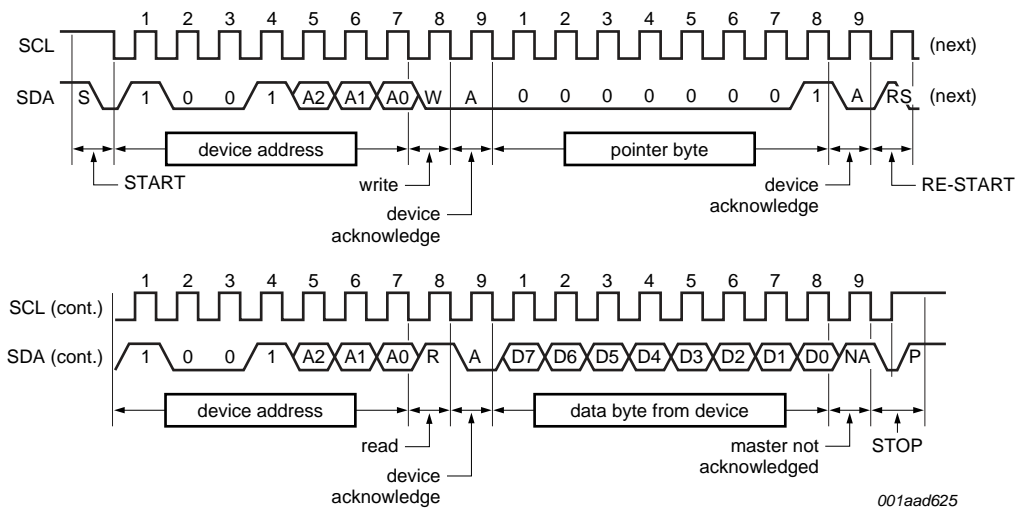 1 2 3 4 5 6 7 8 9 1 2 3 4 5 6 7 8 9
SCL (next)
SDA S 1 0 0 1 A2 A1 A0 W A 0 0 0 0 0 0 0 1 A RS (next)
device address pointer byte
START write device RE-START
device acknowledge
acknowledge
1 2 3 4 5 6 7 8 9 1 2 3 4 5 6 7 8 9
SCL (cont.)
SDA (cont.) 1 0 0 1 A2 A1 A0 R A D7 D6 D5 D4 D3 D2 D1 D0 NA P
device address data byte from device
read master not STOP
device acknowledged
acknowledge
001aad625